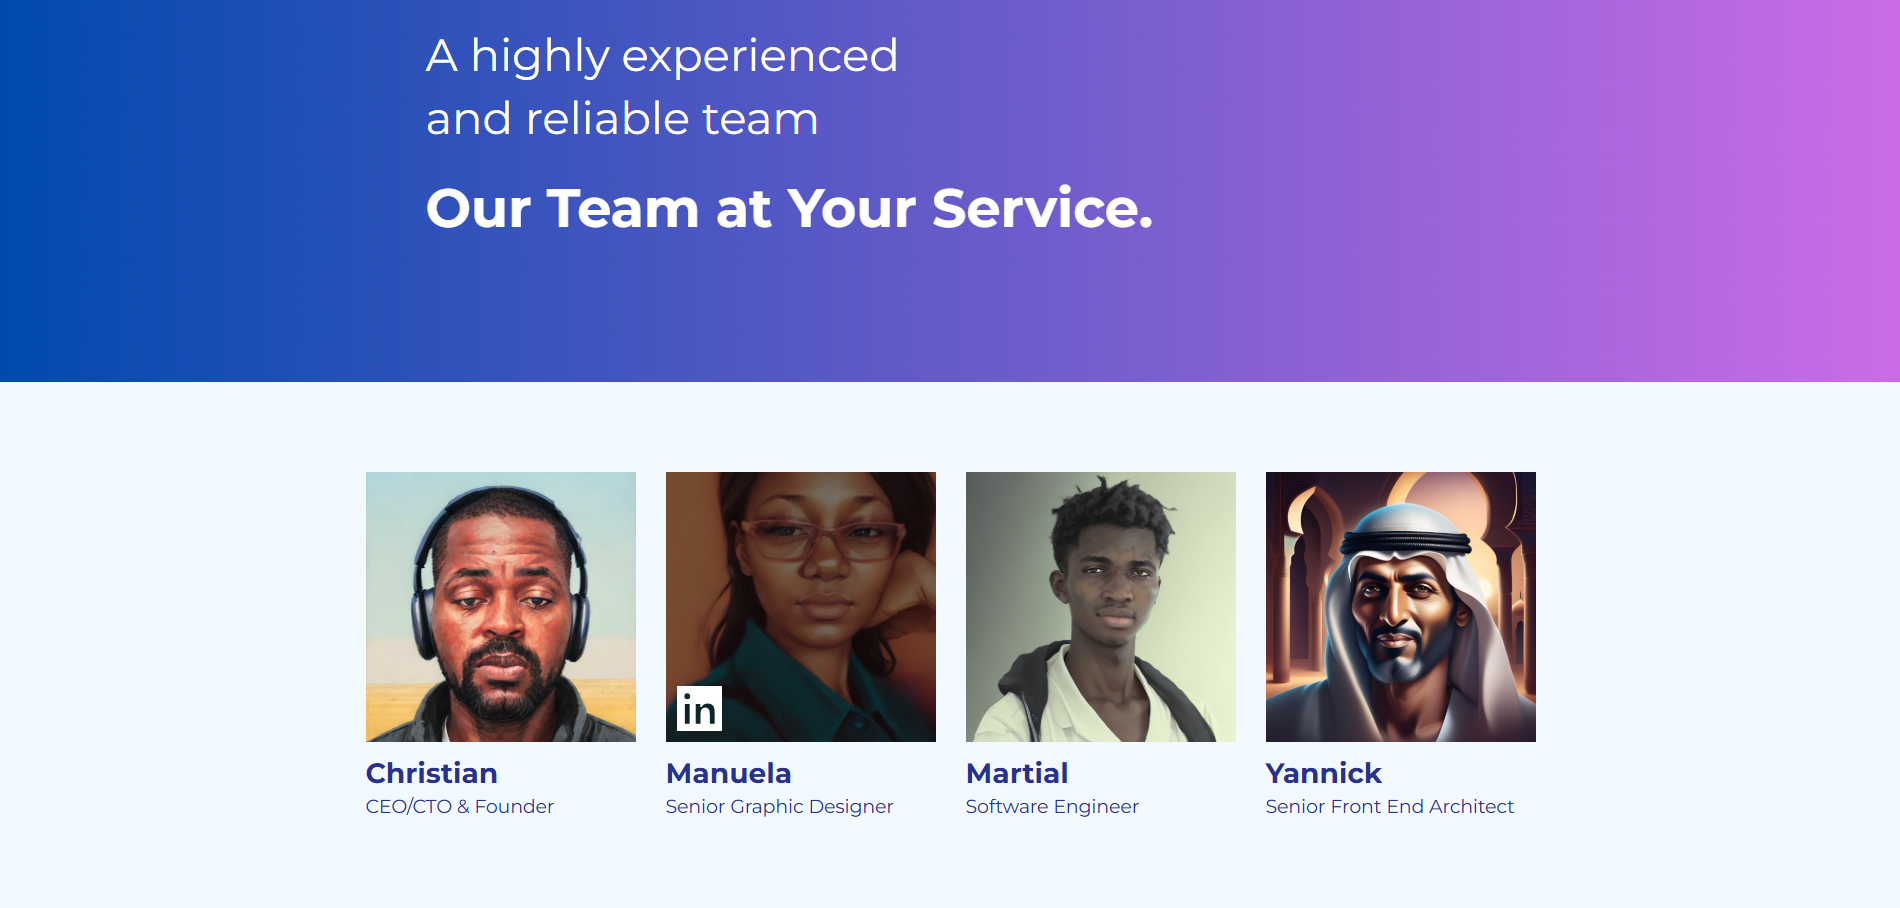 A highly experienced
and reliable team
Our Team at Your Service.
in
Christian
CEO/CTO & Founder
Manuela
Senior Graphic Designer
Martial
Software Engineer
Yannick
Senior Front End Architect